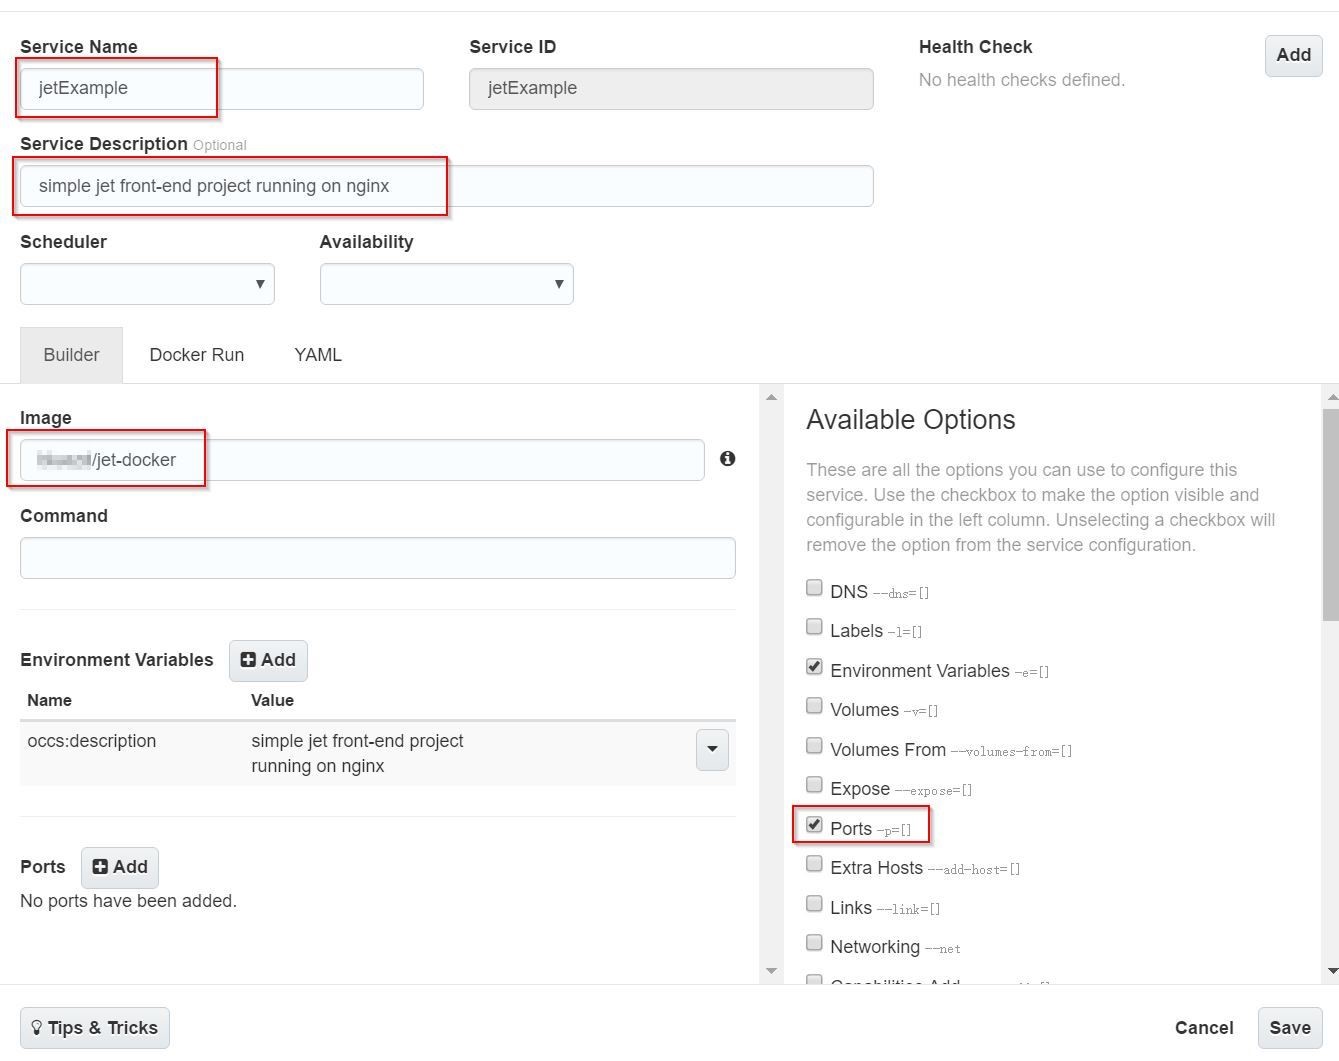 Service Name
Service ID
Health Check
Add
jetExample
jetExample
No health checks defined.
Service Description Optional
simple jet front-end project running on nginx
Scheduler
Availability
Builder
Docker Run
YAML
Image
/jet-docker
Command
Environment Variables
Add
Name
Value
occs:description
simple jet front-end project
running on nginx
Ports
Add
No ports have been added.
Available Options
These are all the options you can use to configure this
service. Use the checkbox to make the option visible and
configurable in the left column. Unselecting a checkbox will
remove the option from the service configuration.
DNS --dns=[]
Labels -l=[]
Environment Variables -e=[]
Volumes -v=[]
Volumes From --volumes-from=[]
Expose --expose=[]
Ports -p=[]
Extra Hosts --add-host=[]
Links --link=[]
Networking --net
Capabilities Add
Tips & Tricks
Cancel
Save